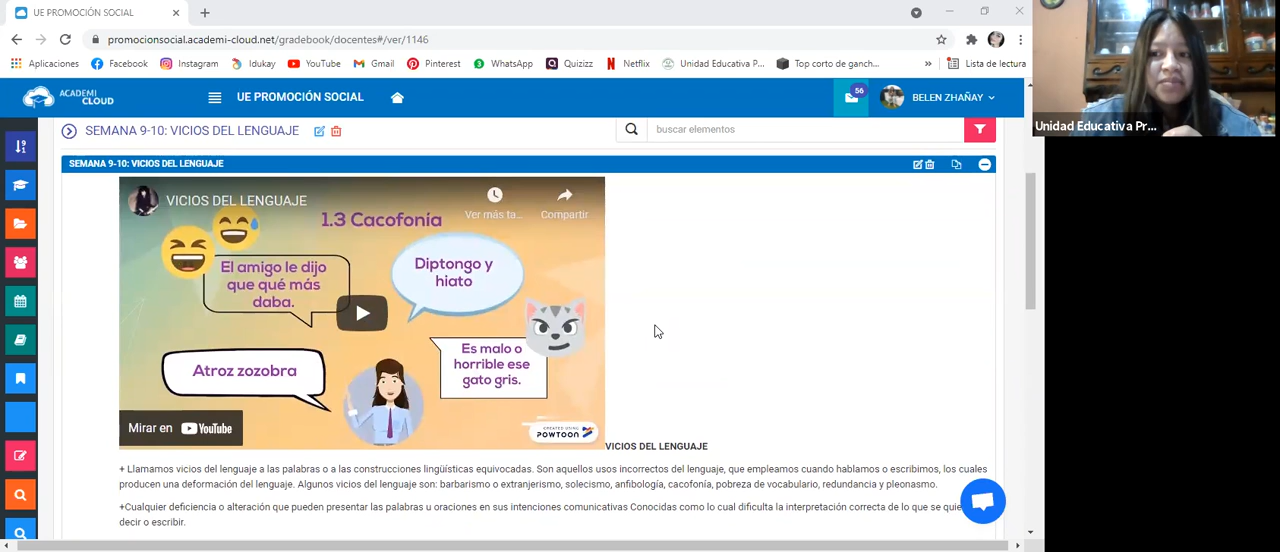 UE PROMOCIÓN SOCIAL
promocionsocial.academi-cloud.net/gradebook/docentes#/ver/1146
Aplicaciones Facebook Instagram Idukay YouTube Gmail Pinterest WhatsApp Quizizz Netflix Unidad Educativa P... Top corto de ganch... » Lista de lectura
ACADEMI CLOUD UE PROMOCIÓN SOCIAL 56 BELEN ZHAÑAY
Unidad Educativa Pr...
SEMANA 9-10: VICIOS DEL LENGUAJE buscar elementos
SEMANA 9-10: VICIOS DEL LENGUAJE
VICIOS DEL LENGUAJE
Ver más ta... Compartir
1.3 Cacofonía
El amigo le dijo
que qué más
daba.
Diptongo y
hiato
Es malo o
horrible ese
gato gris.
Atroz zozobra
Mirar en YouTube
CREATED USING
POWTOON
VICIOS DEL LENGUAJE
+ Llamamos vicios del lenguaje a las palabras o a las construcciones lingüísticas equivocadas. Son aquellos usos incorrectos del lenguaje, que empleamos cuando hablamos o escribimos, los cuales
producen una deformación del lenguaje. Algunos vicios del lenguaje son: barbarismo o extranjerismo, solecismo, anfibología, cacofonía, pobreza de vocabulario, redundancia y pleonasmo.
+Cualquier deficiencia o alteración que pueden presentar las palabras u oraciones en sus intenciones comunicativas Conocidas como lo cual dificulta la interpretación correcta de lo que se quie
decir o escribir.